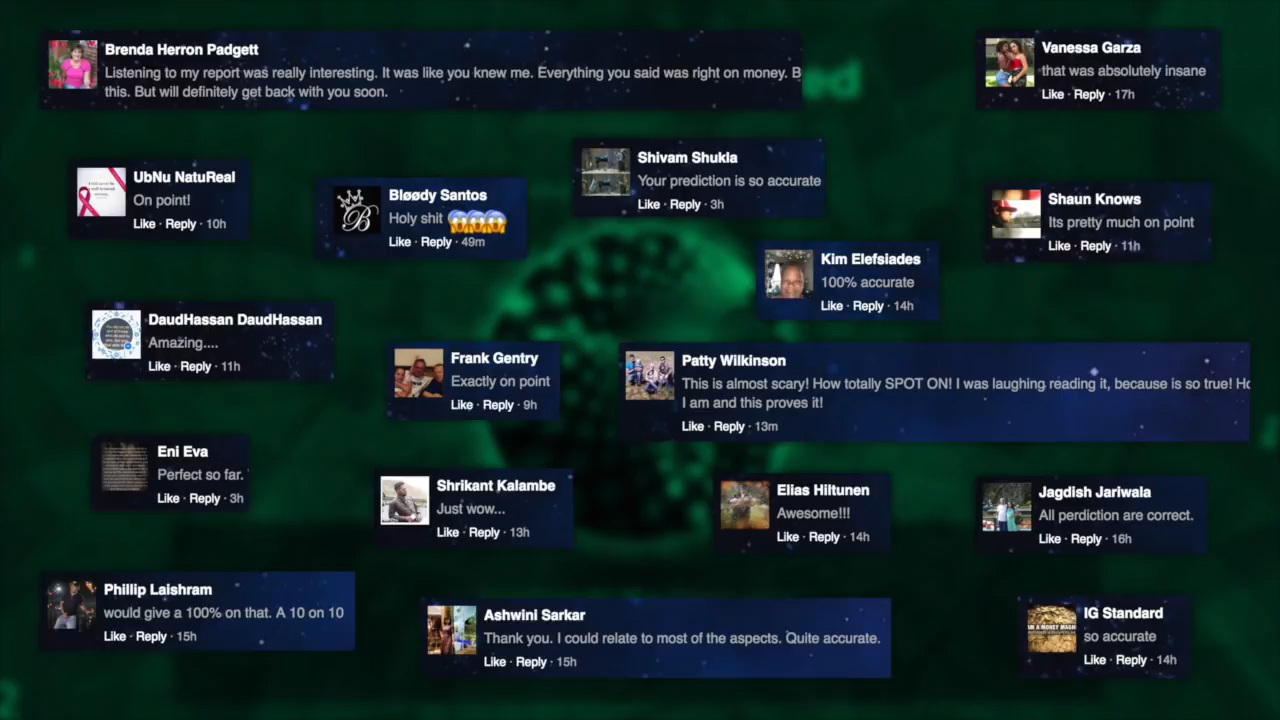 Brenda Herron Padgett
Listening to my report was really interesting. It was like you knew me. Everything you said was right on money. B
this. But will definitely get back with you soon.
ed
Vanessa Garza
that was absolutely insane
Like · Reply · 17h
UbNu NatuReal
On point!
Like · Reply · 10h
Bløødy Santos
Holy shit 😱😱😱😱
Like · Reply · 49m
Shivam Shukla
Your prediction is so accurate
Like · Reply · 3h
Shaun Knows
Its pretty much on point
Like · Reply · 11h
Kim Elefsiades
100% accurate
Like · Reply · 14h
DaudHassan DaudHassan
Amazing....
Like · Reply · 11h
Frank Gentry
Exactly on point
Like · Reply · 9h
Patty Wilkinson
This is almost scary! How totally SPOT ON! I was laughing reading it, because is so true! Ho
I am and this proves it!
Like · Reply · 13m
Eni Eva
Perfect so far.
Like · Reply · 3h
Shrikant Kalambe
Just wow...
Like · Reply · 13h
Elias Hiltunen
Awesome!!!
Like · Reply · 14h
Jagdish Jariwala
All perdiction are correct.
Like · Reply · 16h
Phillip Laishram
would give a 100% on that. A 10 on 10
Like · Reply · 15h
Ashwini Sarkar
Thank you. I could relate to most of the aspects. Quite accurate.
Like · Reply · 15h
IG Standard
so accurate
Like · Reply · 14h